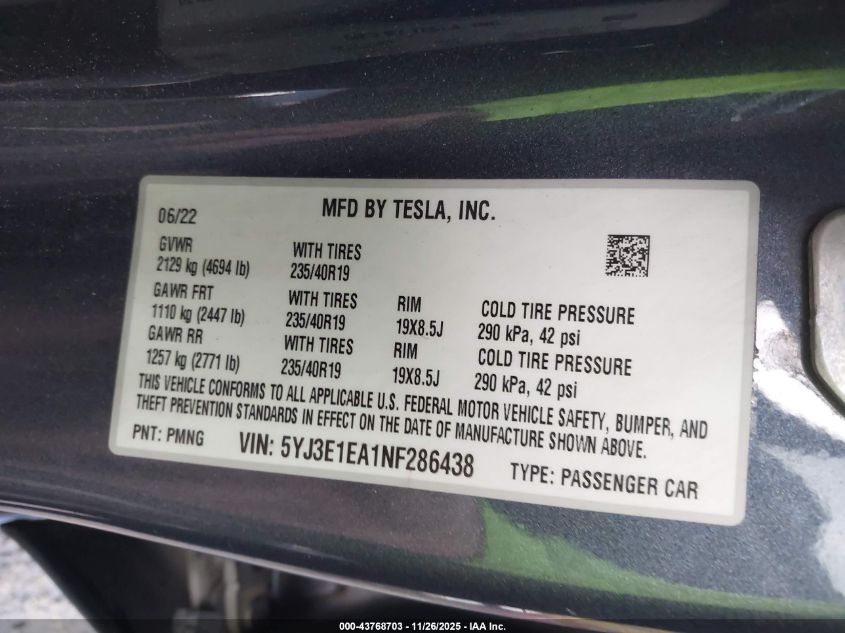 06/22
MFD BY TESLA, INC.
GVWR
2129 kg (4694 lb)
WITH TIRES
235/40R19
GAWR FRT
1110 kg (2447 lb)
WITH TIRES
235/40R19
RIM
19X8.5J
COLD TIRE PRESSURE
290 kPa, 42 psi
GAWR RR
1257 kg (2771 lb)
WITH TIRES
235/40R19
RIM
19X8.5J
COLD TIRE PRESSURE
290 kPa, 42 psi
THIS VEHICLE CONFORMS TO ALL APPLICABLE U.S. FEDERAL MOTOR VEHICLE SAFETY, BUMPER, AND
THEFT PREVENTION STANDARDS IN EFFECT ON THE DATE OF MANUFACTURE SHOWN ABOVE.
PNT: PMNG
VIN: 5YJ3E1EA1NF286438
TYPE: PASSENGER CAR
000-43768703 - 11/26/2025 - IAA Inc.